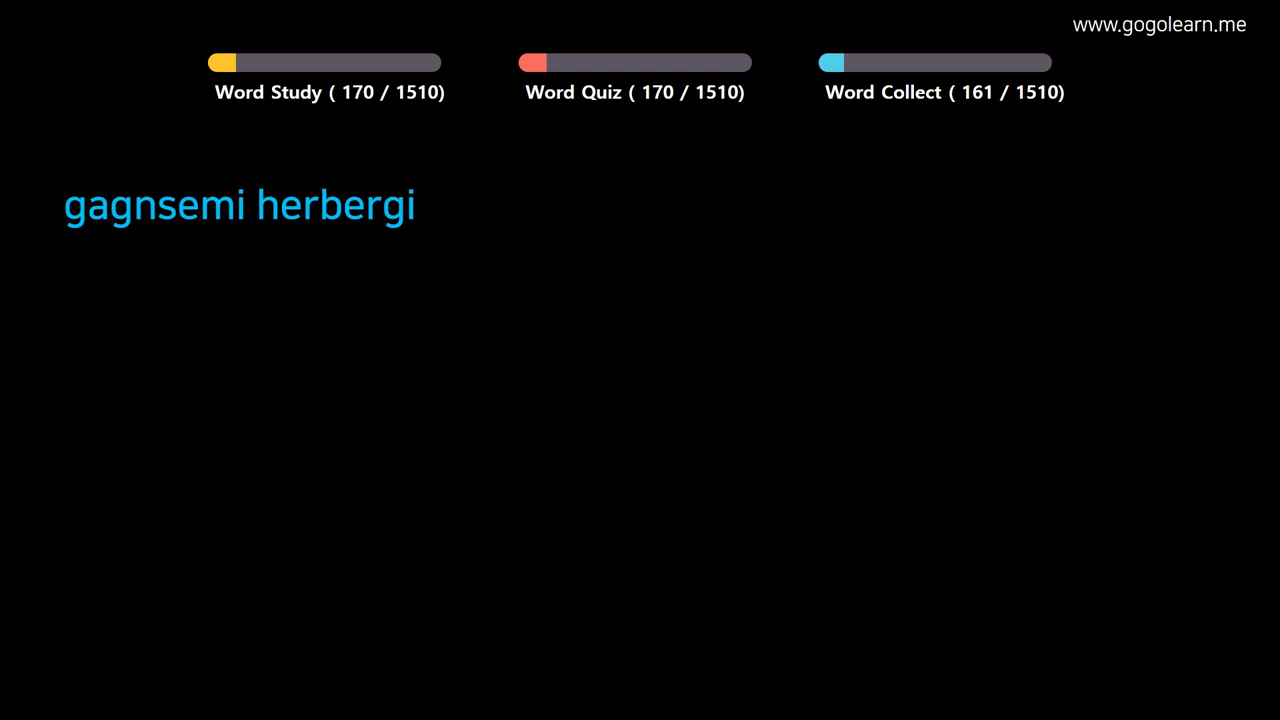 www.gogolearn.me
Word Study ( 170 / 1510)
Word Quiz ( 170 / 1510)
Word Collect ( 161 / 1510)
gagnsemi herbergi